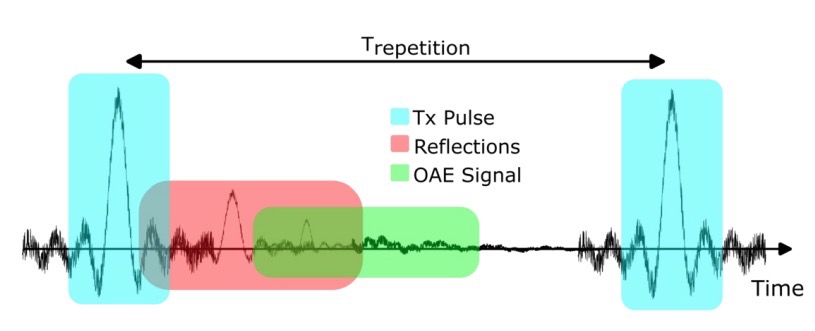 Trepetition
Tx Pulse
Reflections
OAE Signal
Time